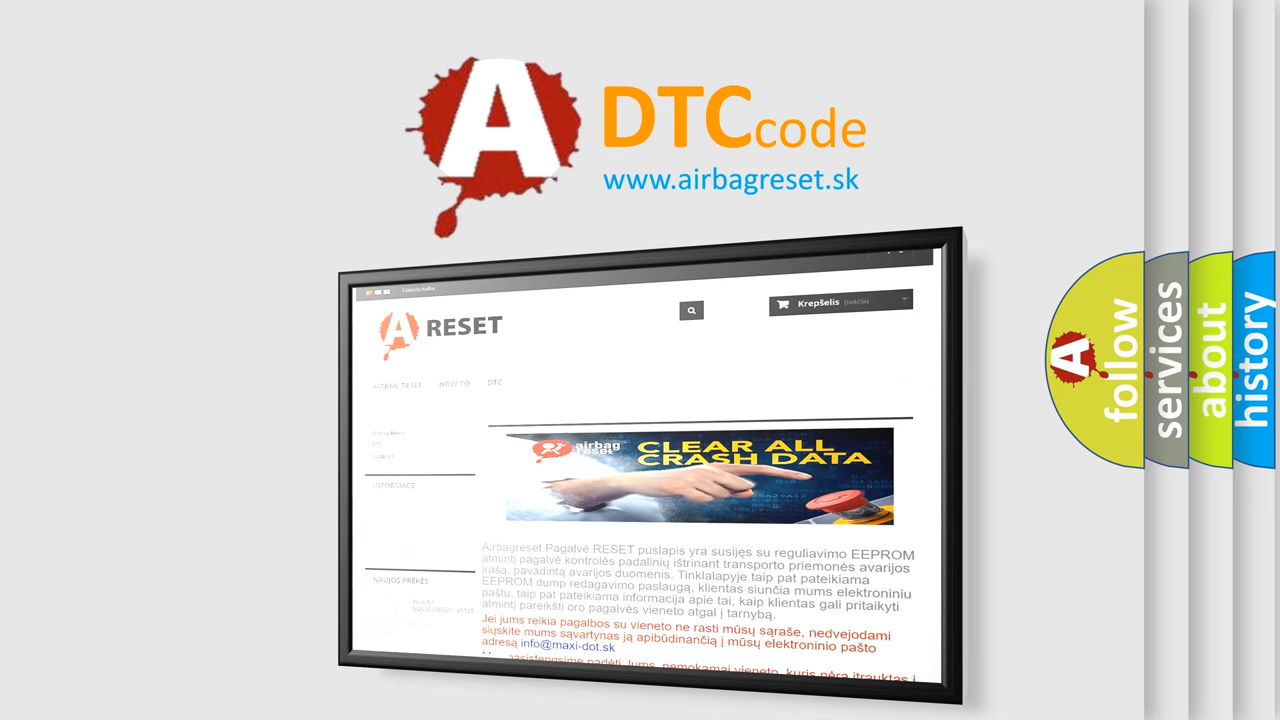 A DTCcode
www.airbagreset.sk
Lietuvių kalba
A RESET
Krepšelis (tuščia)
AIRBAG RESET HOW TO DTC
INFORMACE
airbag
reset
CLEAR ALL
CRASH DATA
Airbagreset Pagalvė RESET puslapis yra susijęs su reguliavimo EEPROM
atmintį pagalvė kontrolės padalinių ištrinant transporto priemonės avarijos
įrašą, pavadintą avarijos duomenis. Tinklalapyje taip pat pateikiama
EEPROM dump redagavimo paslaugą, klientas siunčia mums elektroniniu
paštu, taip pat pateikiama informacija apie tai, kaip klientas gali pritaikyti
atmintį pareikšti oro pagalvės vieneto atgal į tarnybą.
Jei jums reikia pagalbos su vieneto ne rasti mūsų sąraše, nedvejodami
siųskite mums sąvartynas ją apibūdinančią į mūsų elektroninio pašto
adresą info@maxi-dot.sk
NAUJOS PREKĖS
A follow
services
about
history